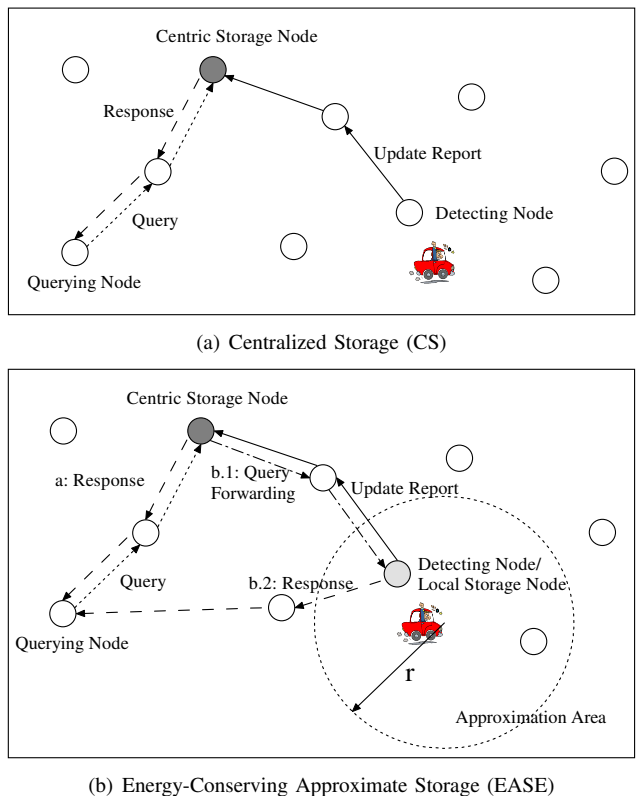 Centric Storage Node
Response
Update Report
Query
Detecting Node
Querying Node
(a) Centralized Storage (CS)
Centric Storage Node
a: Response
b.1: Query
Forwarding
Update Report
Detecting Node/
Local Storage Node
Query
b.2: Response
Querying Node
r
Approximation Area
(b) Energy-Conserving Approximate Storage (EASE)